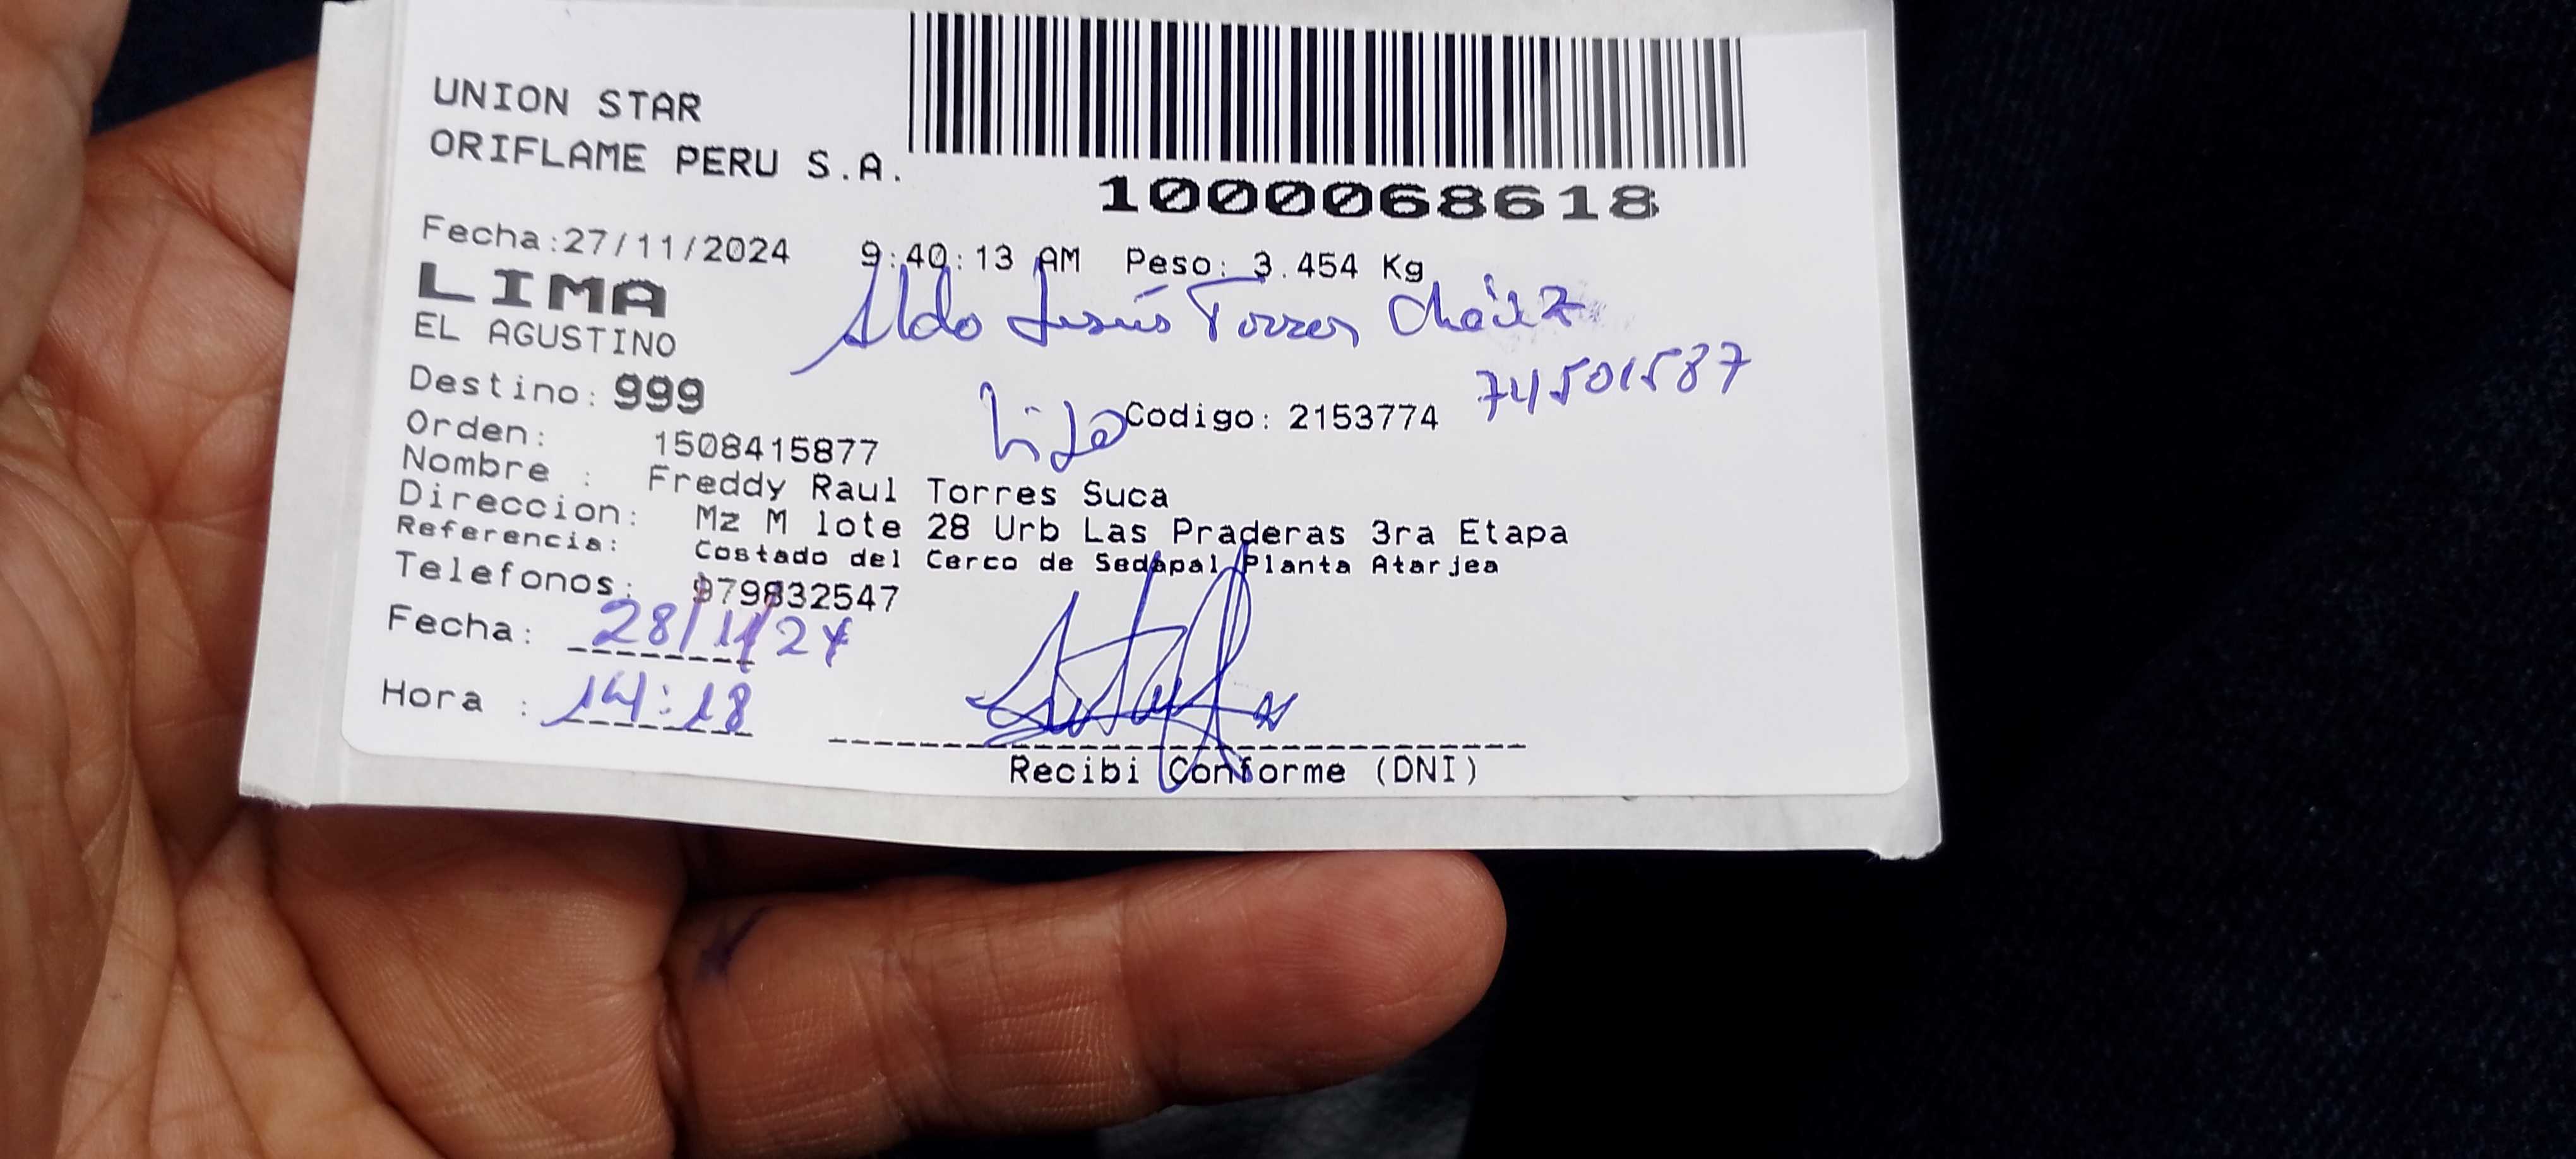 UNION STAR
ORIFLAME PERU S.A.
1000068618
Fecha:27/11/2024 9:40:13 AM Peso: 3.454 Kg
LIMA
Aldo Jesús Torres Cháez
EL AGUSTINO
74501587
Destino: 999
hijo Codigo: 2153774
Orden: 1508415877
Nombre : Freddy Raul Torres Suca
Direccion: Mz M lote 28 Urb Las Praderas 3ra Etapa
Referencia: Costado del Cerco de Sedapal Planta Atarjea
Telefonos: 979832547
Fecha: 28/11/24
Hora : 14:18
Recibi Conforme (DNI)